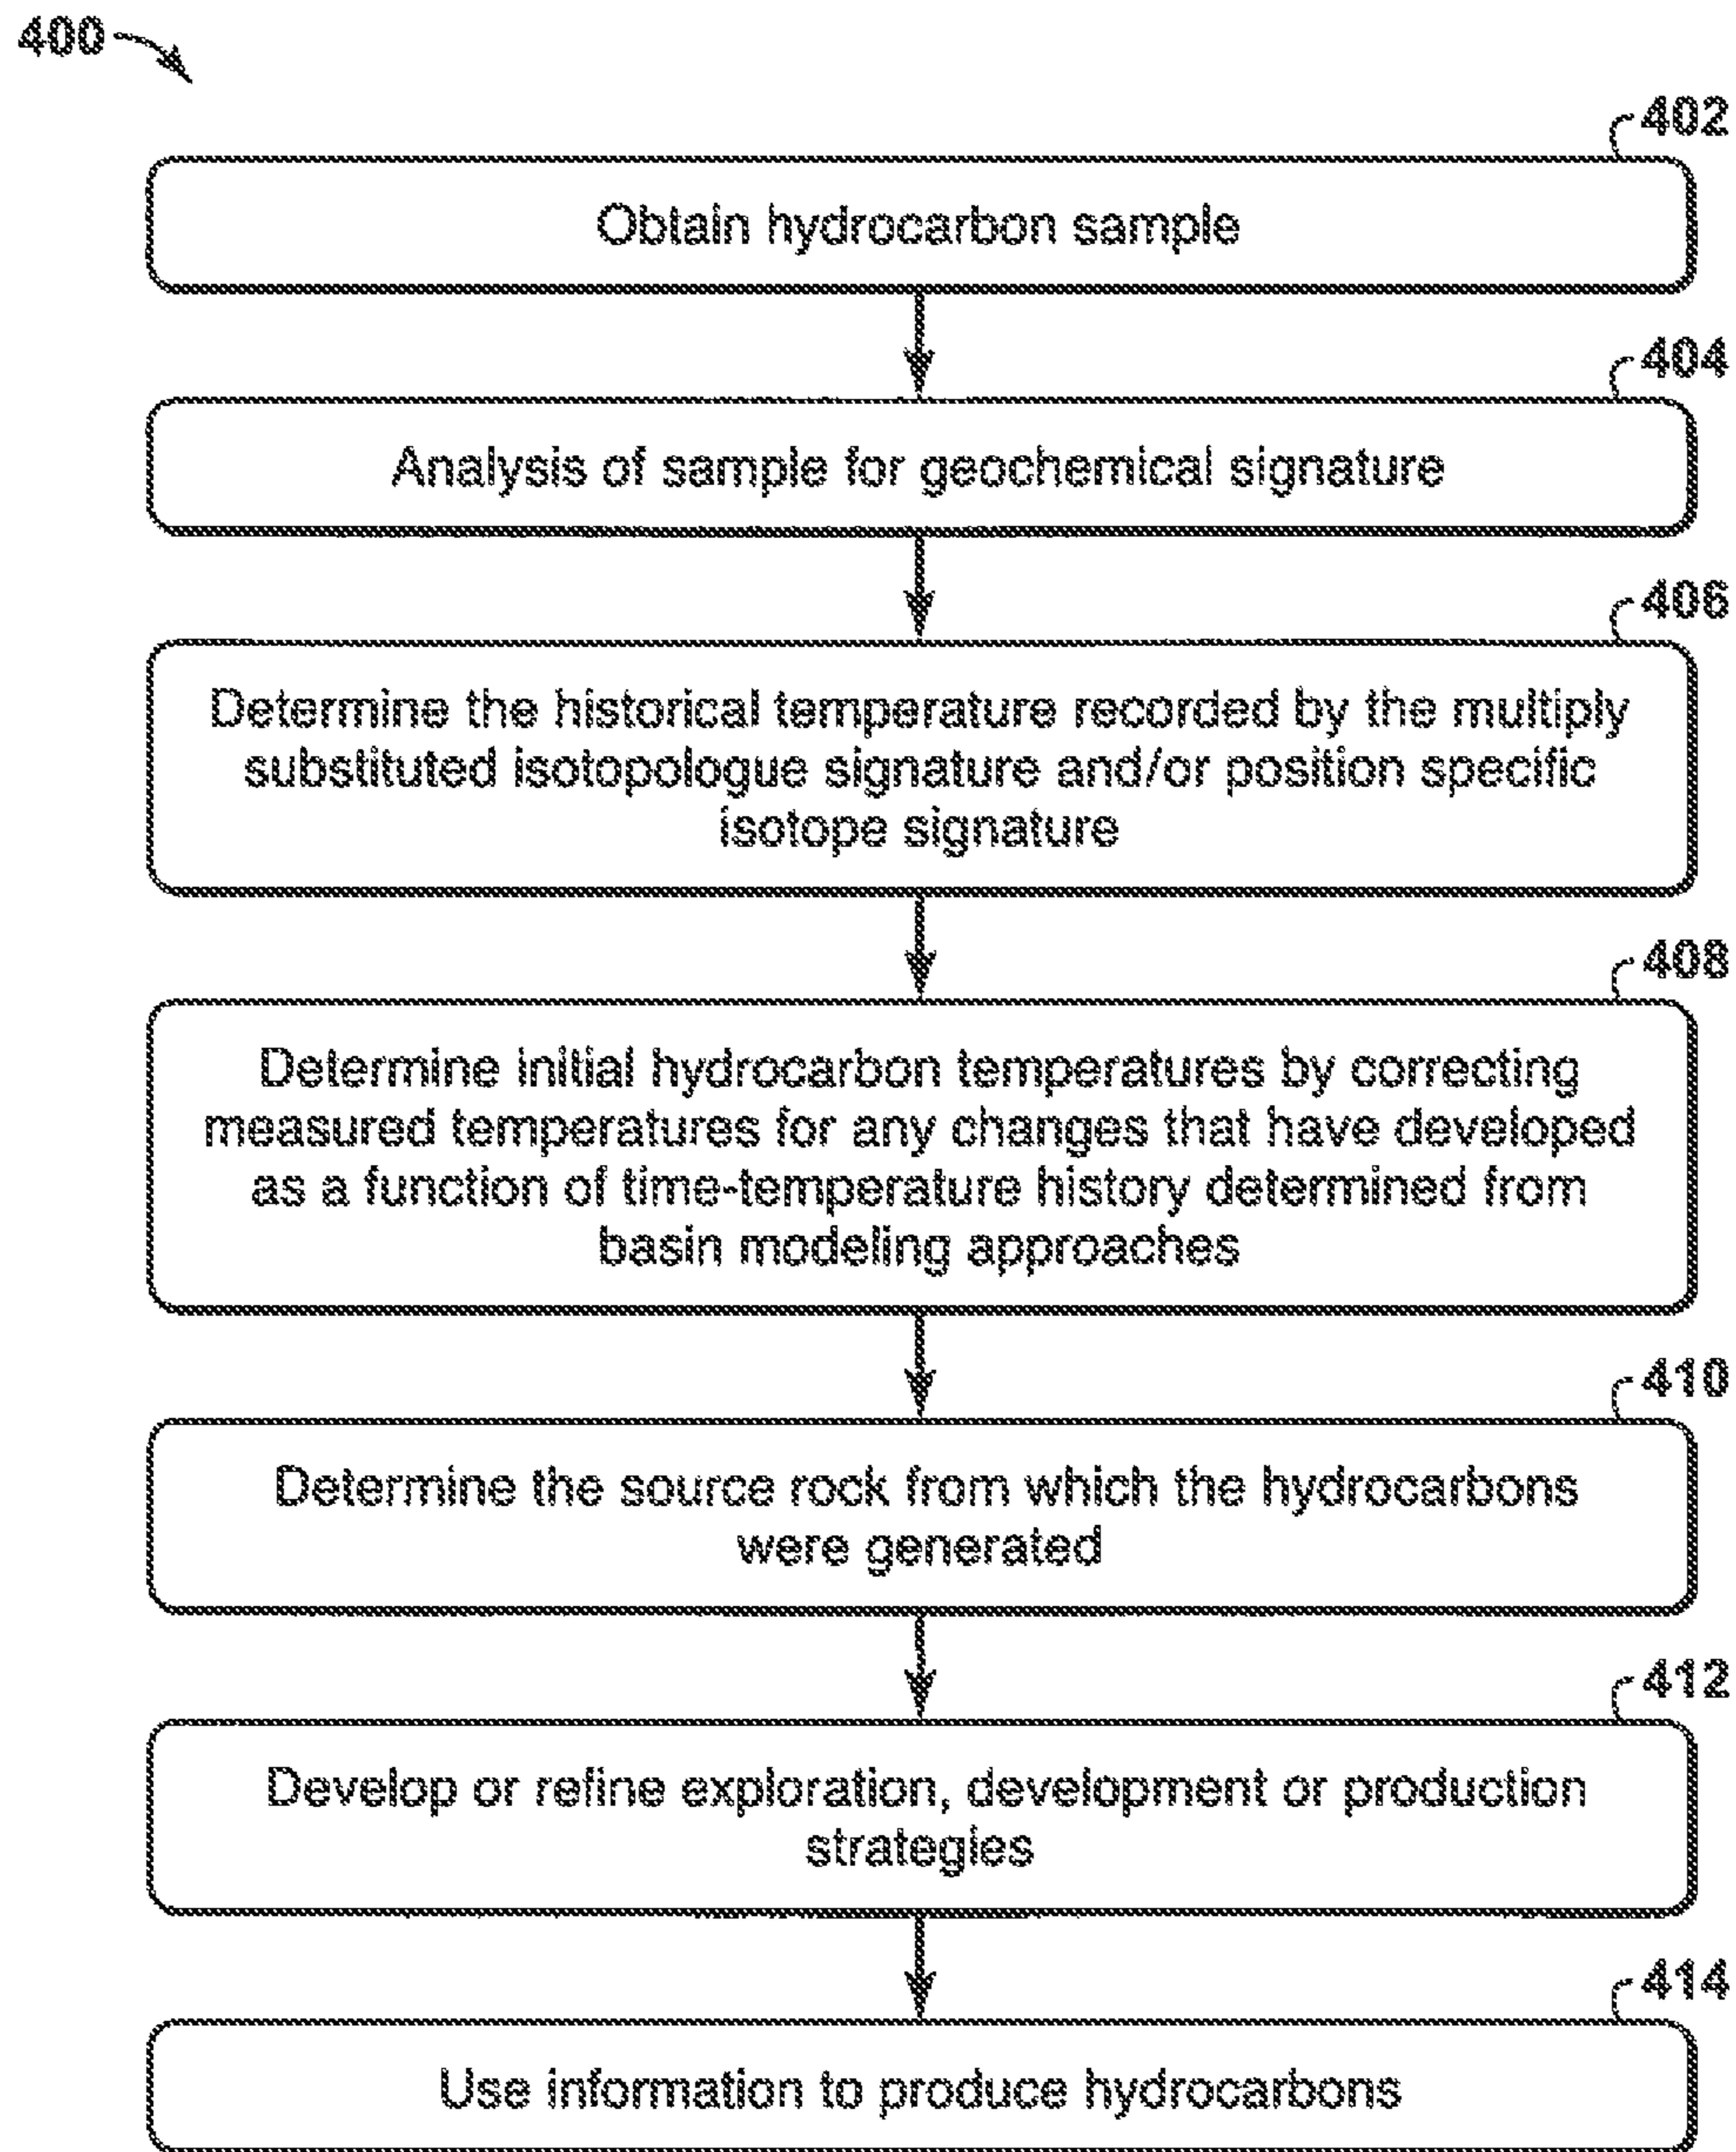 400
402
Obtain hydrocarbon sample
404
Analysis of sample for geochemical signature
406
Determine the historical temperature recorded by the multiply
substituted isotopologue signature and/or position specific
isotope signature
408
Determine initial hydrocarbon temperatures by correcting
measured temperatures for any changes that have developed
as a function of time-temperature history determined from
basin modeling approaches
410
Determine the source rock from which the hydrocarbons
were generated
412
Develop or refine exploration, development or production
strategies
414
Use information to produce hydrocarbons